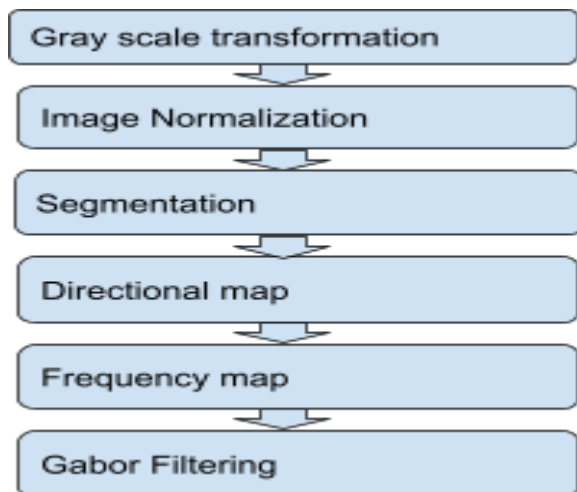 Gray scale transformation
Image Normalization
Segmentation
Directional map
Frequency map
Gabor Filtering